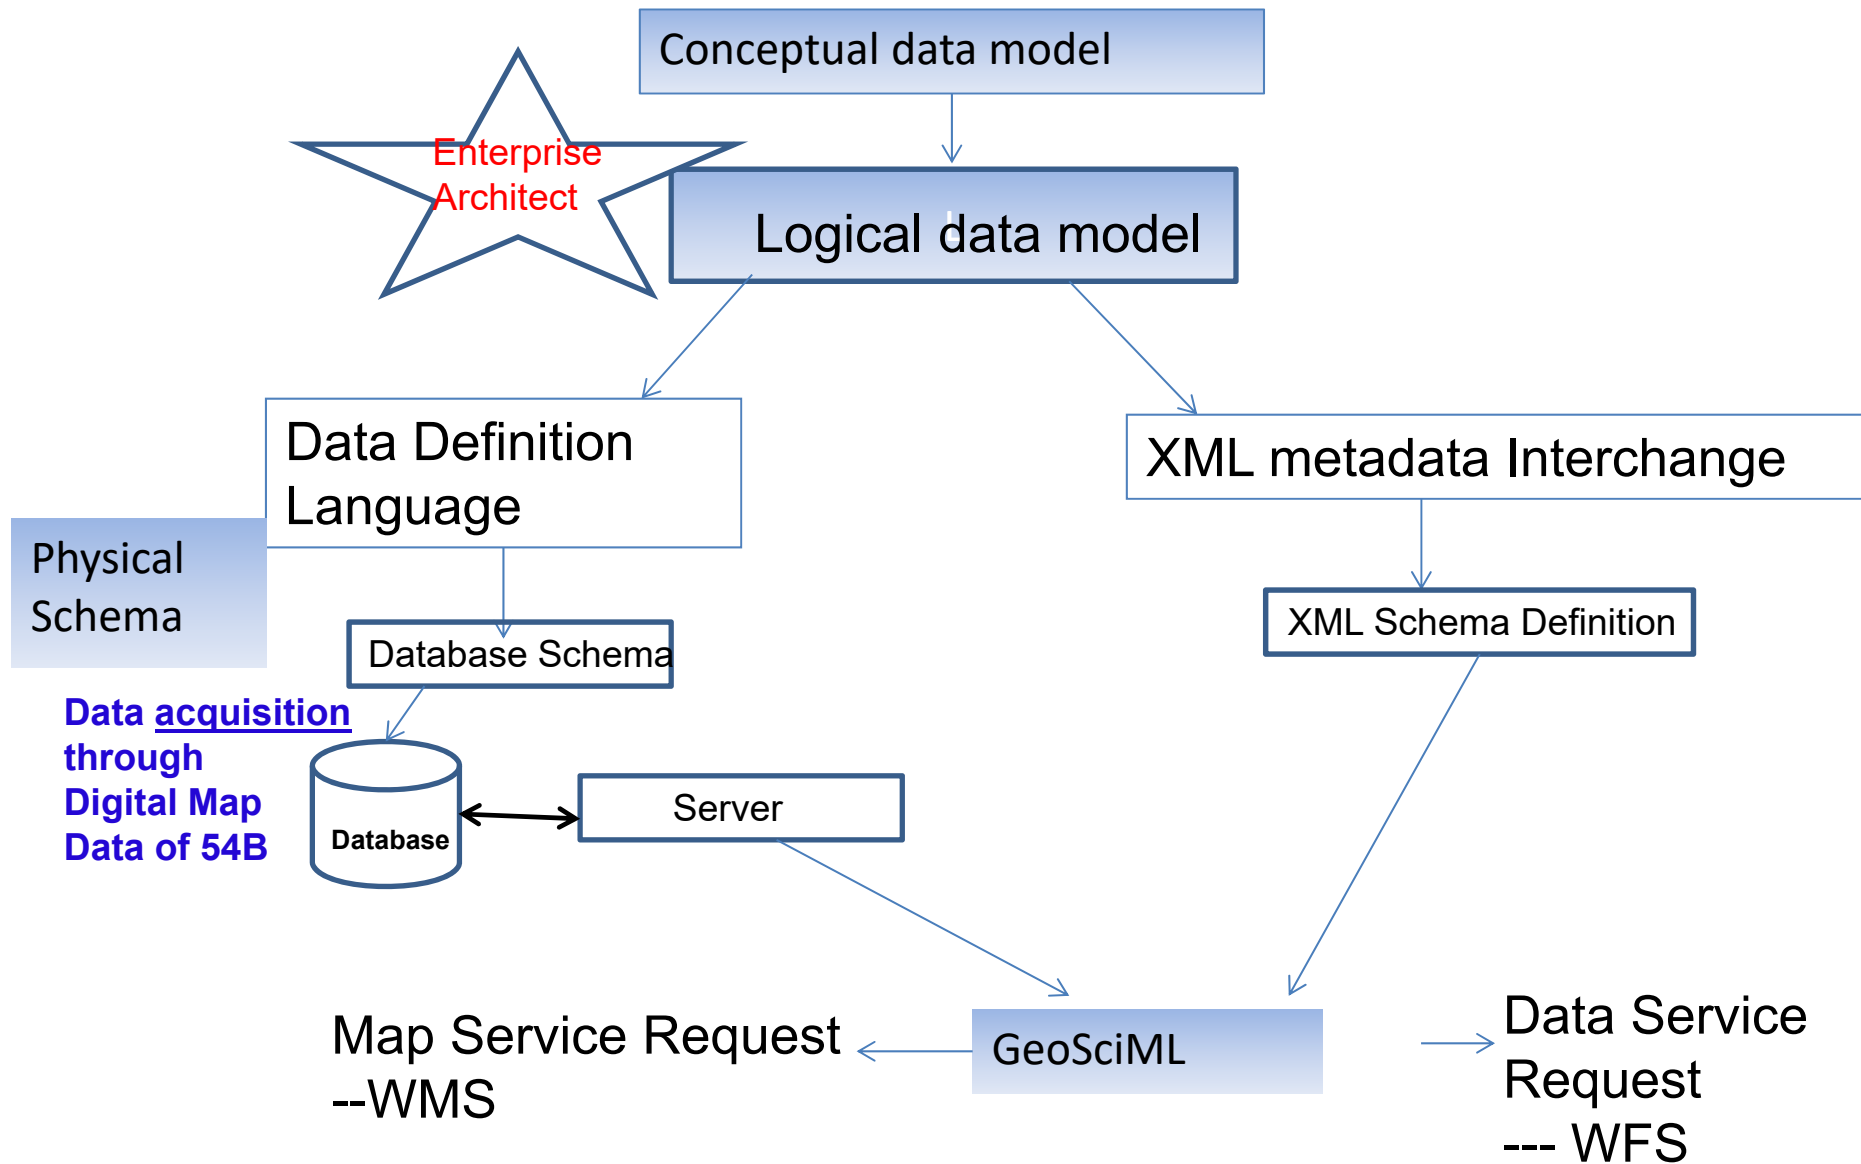 Conceptual data model
Enterprise
Architect
Logical data model
Data Definition
Language
XML metadata Interchange
Physical
Schema
Database Schema
XML Schema Definition
Data acquisition
through
Digital Map
Data of 54B
Database
Server
Map Service Request
--WMS
GeoSciML
Data Service
Request
--- WFS